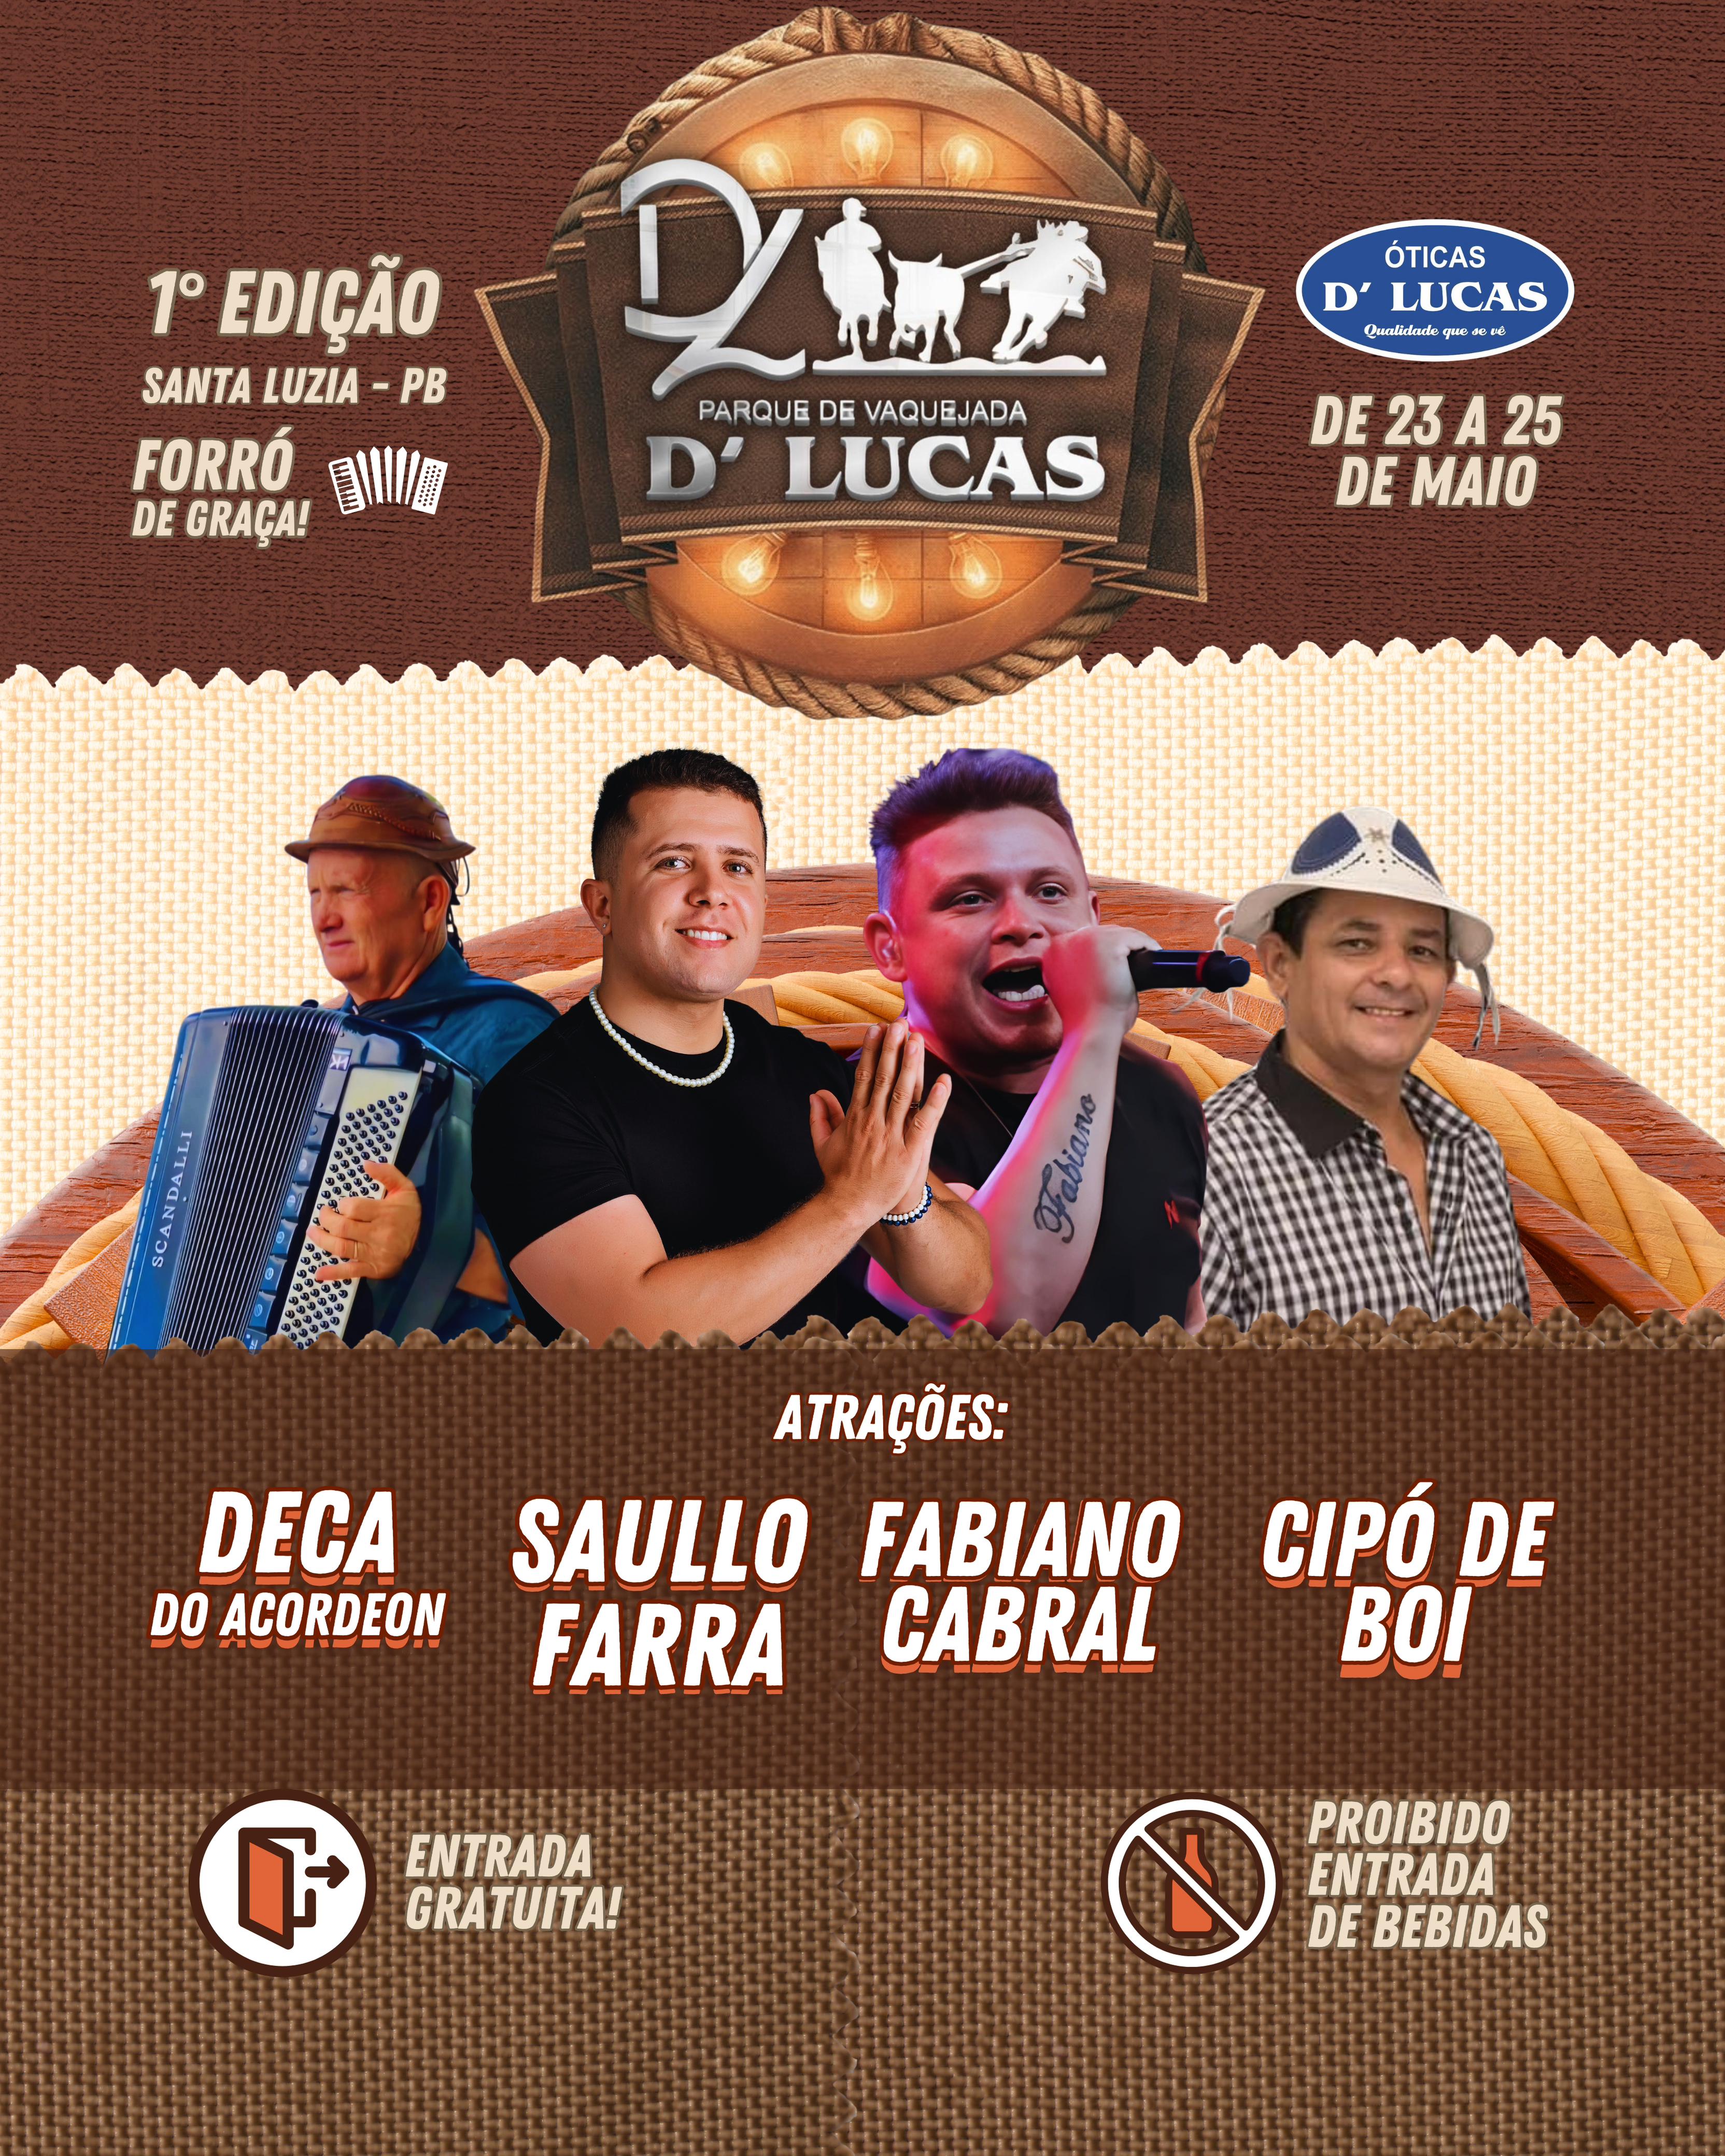 1° EDIÇÃO
SANTA LUZIA - PB
FORRÓ
DE GRAÇA!
DL
PARQUE DE VAQUEJADA
D' LUCAS
ÓTICAS
D' LUCAS
Qualidade que se vê
DE 23 A 25
DE MAIO
SCANDALLI
Fabiano
ATRAÇÕES:
DECA
DO ACORDEON
SAULLO
FARRA
FABIANO
CABRAL
CIPÓ DE
BOI
ENTRADA
GRATUITA!
PROIBIDO
ENTRADA
DE BEBIDAS